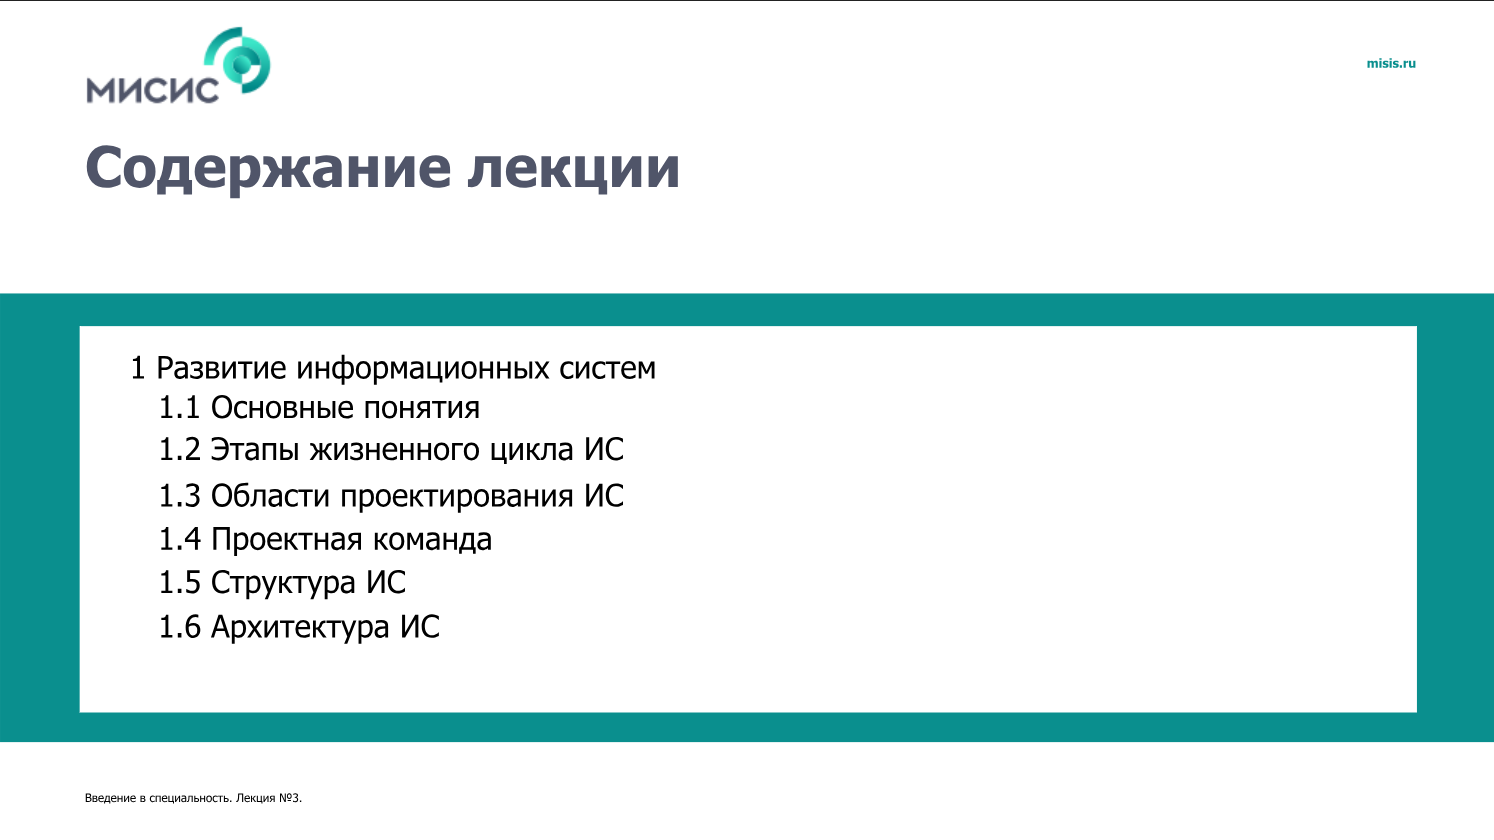 МИСИС
misis.ru
Содержание лекции
1 Развитие информационных систем
1.1 Основные понятия
1.2 Этапы жизненного цикла ИС
1.3 Области проектирования ИС
1.4 Проектная команда
1.5 Структура ИС
1.6 Архитектура ИС
Введение в специальность. Лекция №3.